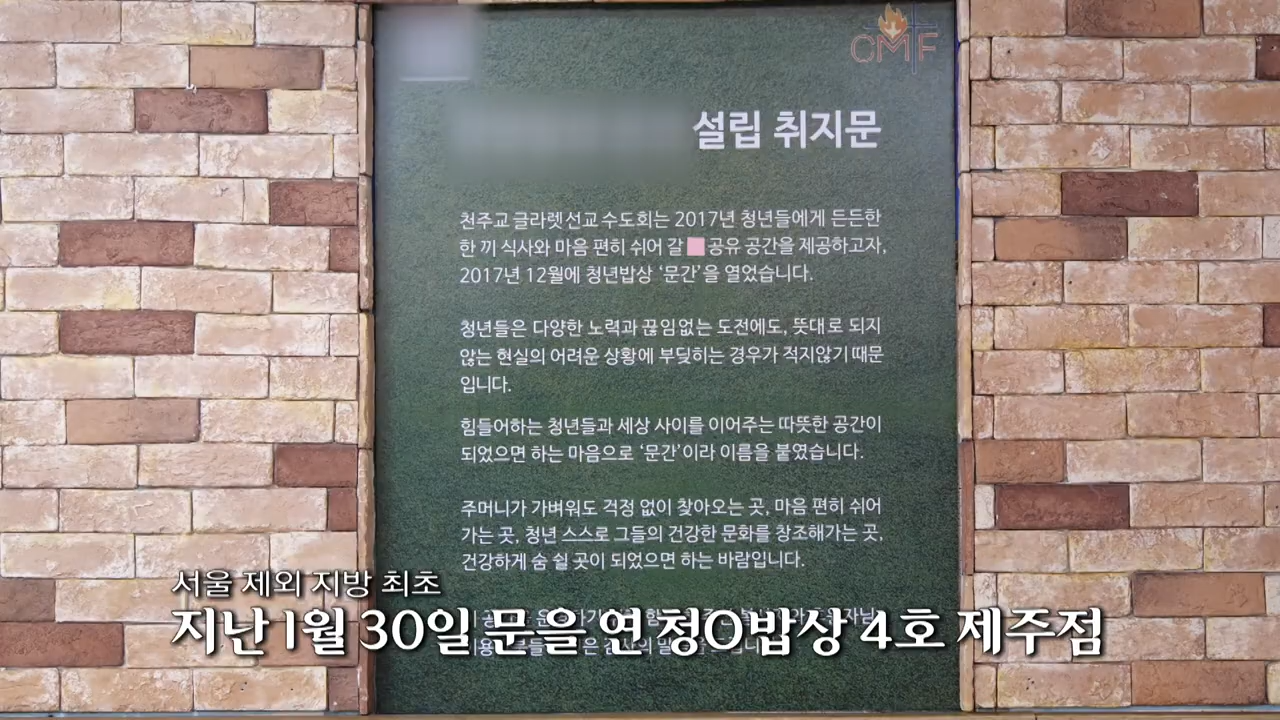 CMF
설립 취지문
천주교 글라렛선교 수도회는 2017년 청년들에게 든든한
한 끼 식사와 마음 편히 쉬어 갈 공유 공간을 제공하고자,
2017년 12월에 청년밥상 ‘문간’을 열었습니다.
청년들은 다양한 노력과 끊임없는 도전에도, 뜻대로 되지
않는 현실의 어려운 상황에 부딪히는 경우가 적지않기 때문
입니다.
힘들어하는 청년들과 세상 사이를 이어주는 따뜻한 공간이
되었으면 하는 마음으로 ‘문간’이라 이름을 붙였습니다.
주머니가 가벼워도 걱정 없이 찾아오는 곳, 마음 편히 쉬어
가는 곳, 청년 스스로 그들의 건강한 문화를 창조해가는 곳,
건강하게 숨 쉴 곳이 되었으면 하는 바람입니다.
서울 제외 지방 최초
지난 1월 30일 문을 연 청O밥상 4호 제주점